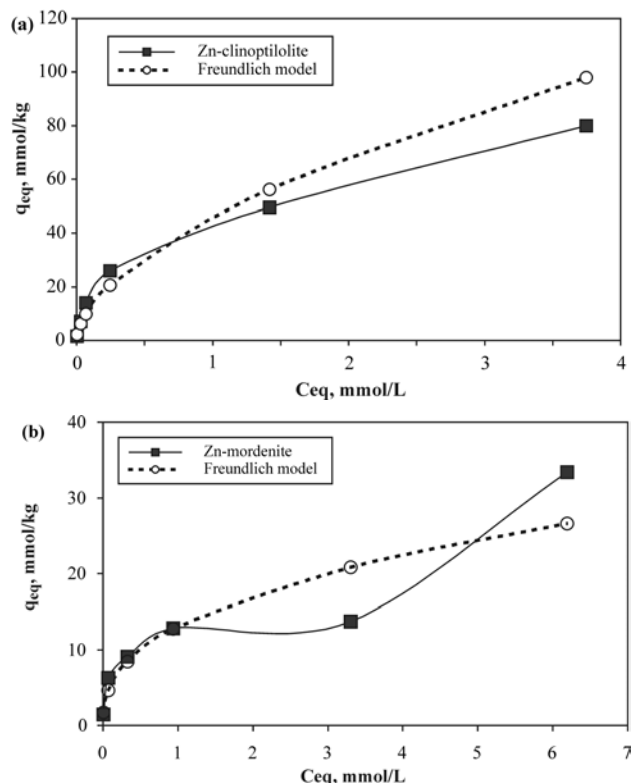 (a)
Zn-clinoptilolite
Freundlich model
120
100
80
60
40
20
0
qeq, mmol/kg
0 1 2 3 4
Ceq, mmol/L
(b)
Zn-mordenite
Freundlich model
40
30
20
10
0
qeq, mmol/kg
0 1 2 3 4 5 6 7
Ceq, mmol/L